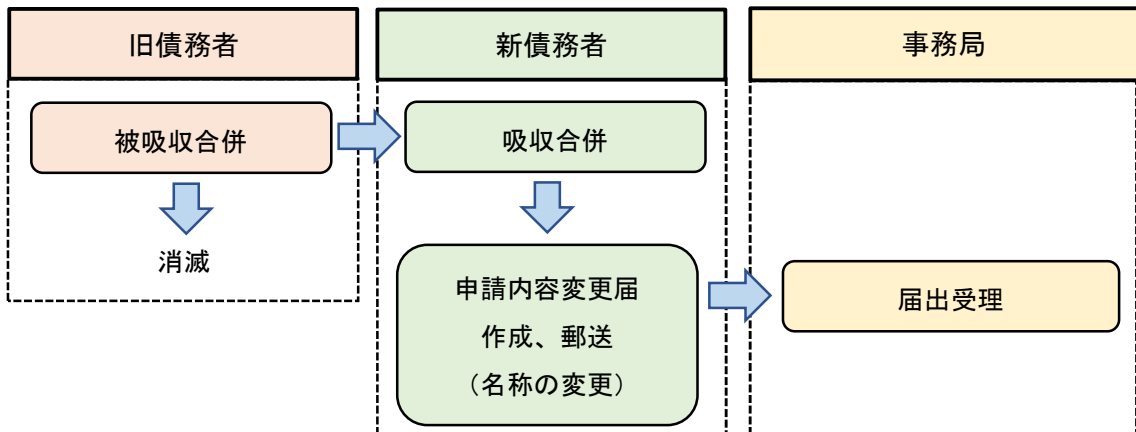 旧債務者
新債務者
事務局
被吸収合併
吸収合併
消滅
申請内容変更届
作成、郵送
（名称の変更）
届出受理